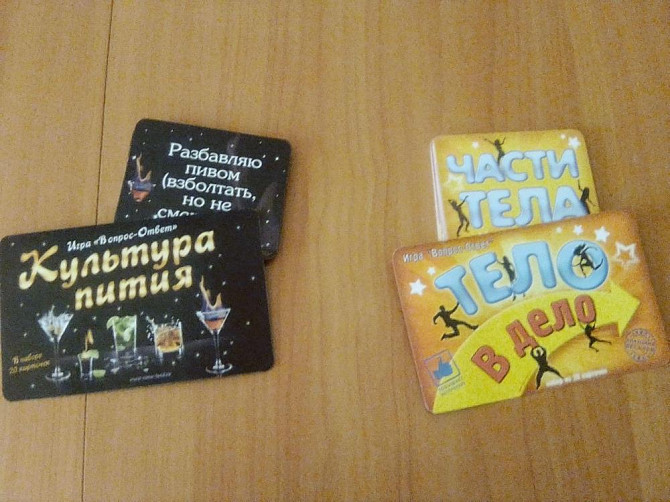 Разбавляю
пивом
(взболтать,
но не
Игра «Вопрос-Ответ»
Культура
пития
В наборе
20 карточек
ЧАСТИ
ТЕЛА
Игра "Вопрос-Ответ"
ТЕЛО
В дело